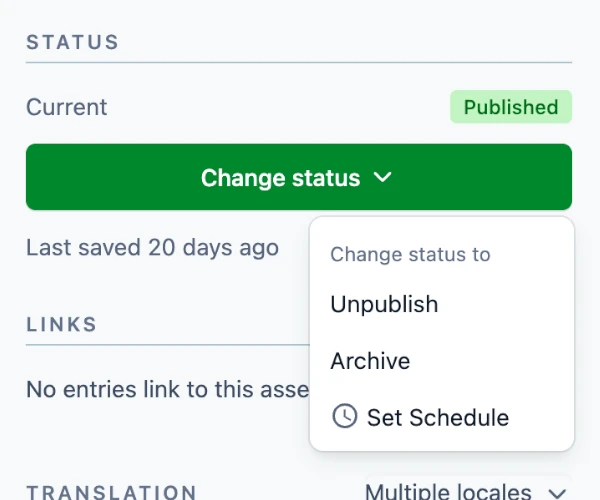 STATUS
Current
Published
Change status
Last saved 20 days ago
Change status to
Unpublish
Archive
Set Schedule
LINKS
No entries link to this asse
TRANSLATION
Multiple locales